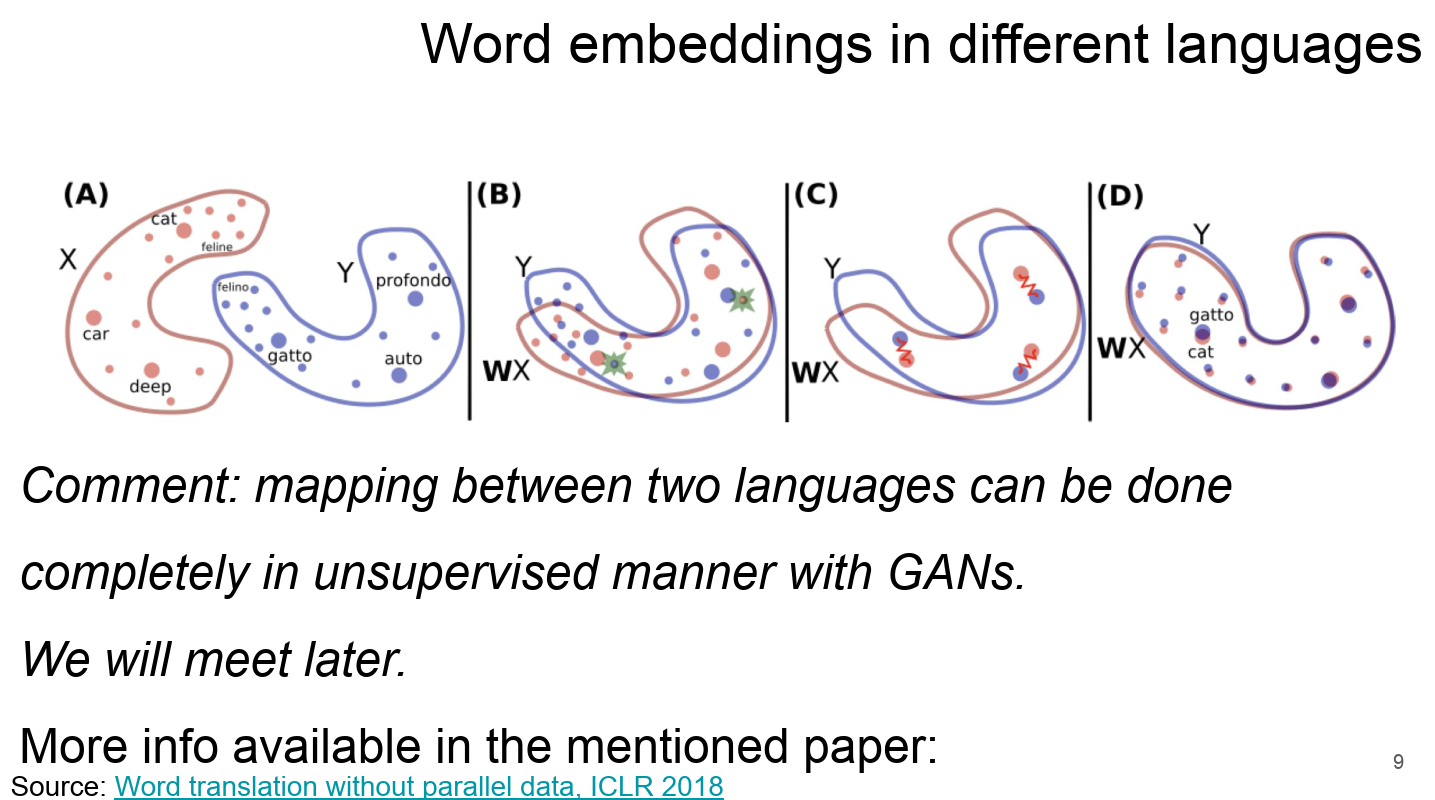 Word embeddings in different languages
(A)
X
cat
feline
car
deep
Y
felino
profondo
gatto
auto
(B)
Y
WX
(C)
Y
WX
(D)
Y
WX
gatto
cat
Comment: mapping between two languages can be done
completely in unsupervised manner with GANs.
We will meet later.
More info available in the mentioned paper:
Source: Word translation without parallel data, ICLR 2018
9